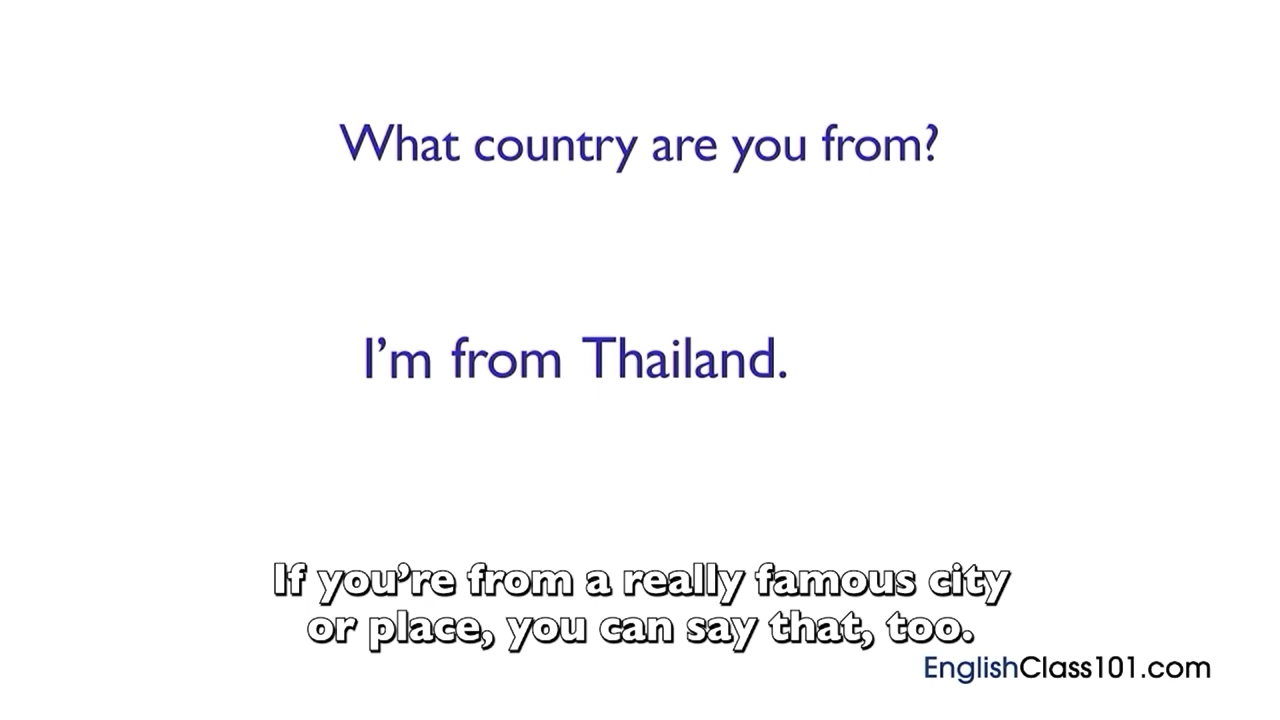 What country are you from?
I’m from Thailand.
If you’re from a really famous city
or place, you can say that, too.
EnglishClass101.com